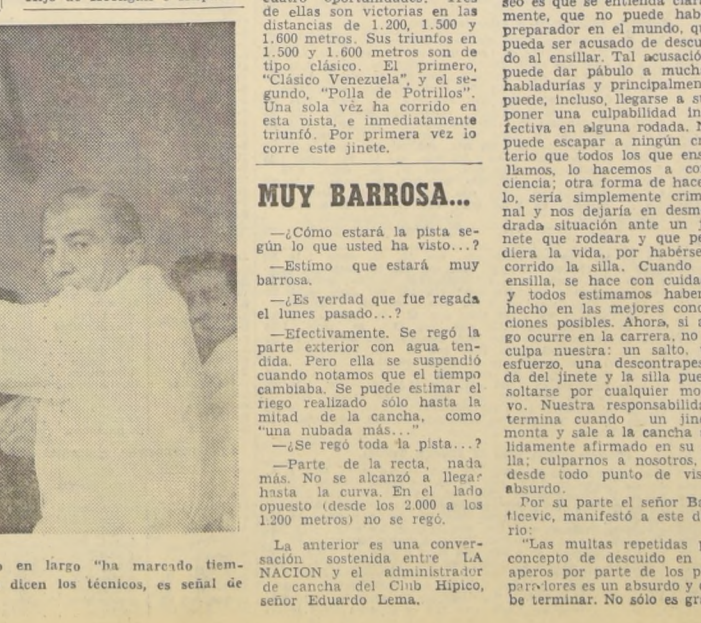 de ellas son victorias en las
distancias de 1.200, 1.500 y
1.600 metros. Sus triunfos en
1.500 y 1.600 metros son de
tipo clásico. El primero,
"Clásico Venezuela", y el se-
gundo, "Polla de Potrillos".
Una sola vez ha corrido en
esta pista, e inmediatamente
triunfó. Por primera vez lo
corre este jinete.
MUY BARROSA...
—¿Cómo estará la pista se-
gún lo que usted ha visto...?
—Estimo que estará muy
barrosa.
—¿Es verdad que fue regada
el lunes pasado...?
—Efectivamente. Se regó la
parte exterior con agua ten-
dida. Pero ella se suspendió
cuando notamos que el tiempo
cambiaba. Se puede estimar el
riego realizado sólo hasta la
mitad de la cancha, como
"una nubada más..."
—¿Se regó toda la pista...?
—Parte de la recta, nada
más. No se alcanzó a llegar
hasta la curva. En el lado
opuesto (desde los 2.000 a los
1.200 metros) no se regó.
La anterior es una conver-
sación sostenida entre LA
NACION y el administrador
de cancha del Club Hípico,
señor Eduardo Lema.
en largo "ha marcado tiem-
dicen los técnicos, es señal de
mente, que no puede hab
preparador en el mundo, q
pueda ser acusado de descu
do al ensillar. Tal acusació
puede dar pábulo a much
habladurías y principalmen
puede, incluso, llegarse a s
poner una culpabilidad in
fectiva en alguna rodada. N
puede escapar a ningún cr
terio que todos los que ens
llamos, lo hacemos a co
ciencia; otra forma de hace
lo, sería simplemente crim
nal y nos dejaría en desm
drada situación ante un j
nete que rodeara y que pe
diera la vida, por habérse
corrido la silla. Cuando
ensilla, se hace con cuida
y todos estimamos haber
hecho en las mejores conc
ciones posibles. Ahora, si a
go ocurre en la carrera, no
culpa nuestra: un salto,
esfuerzo, una descontrapes
da del jinete y la silla pue
soltarse por cualquier mo
vo. Nuestra responsabilida
termina cuando un jine
monta y sale a la cancha
lidamente afirmado en su
lla; culparnos a nosotros,
desde todo punto de vis
absurdo.
Por su parte el señor Ba
ticevic, manifestó a este d
rio:
"Las multas repetidas p
concepto de descuido en
aperos por parte de los p
paradores es un absurdo y
be terminar. No sólo es gr